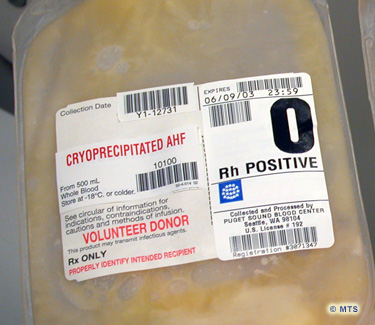 Collection Date
Y1-12731
CRYOPRECIPITATED AHF
From 500 mL
Whole Blood.
Store at -18°C. or colder.
10100
See circular of information for
indications, contraindications,
cautions and methods of infusion.
VOLUNTEER DONOR
This product may transmit infectious agents.
Rx ONLY
PROPERLY IDENTIFY INTENDED RECIPIENT
EXPIRES
06/09/03 23:59
O
Rh POSITIVE
Collected and Processed by
PUGET SOUND BLOOD CENTER
Seattle, WA 98104
U.S. License # 192
Registration #3071347
© MTS